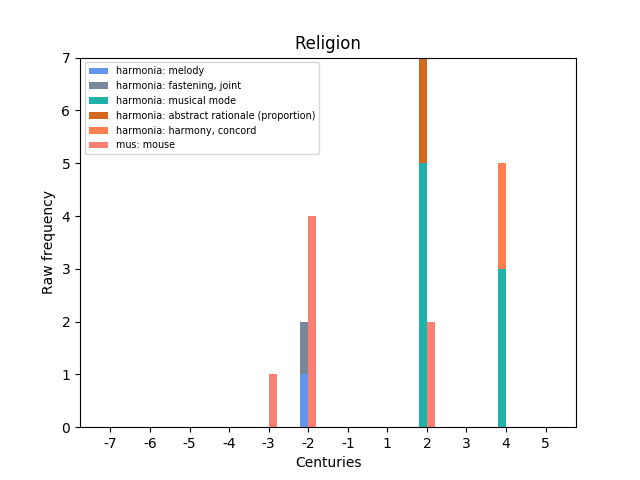 Religion
harmonia: melody
harmonia: fastening, joint
harmonia: musical mode
harmonia: abstract rationale (proportion)
harmonia: harmony, concord
mus: mouse
Raw frequency
7
6
5
4
3
2
1
0
-7 -6 -5 -4 -3 -2 -1 1 2 3 4 5
Centuries